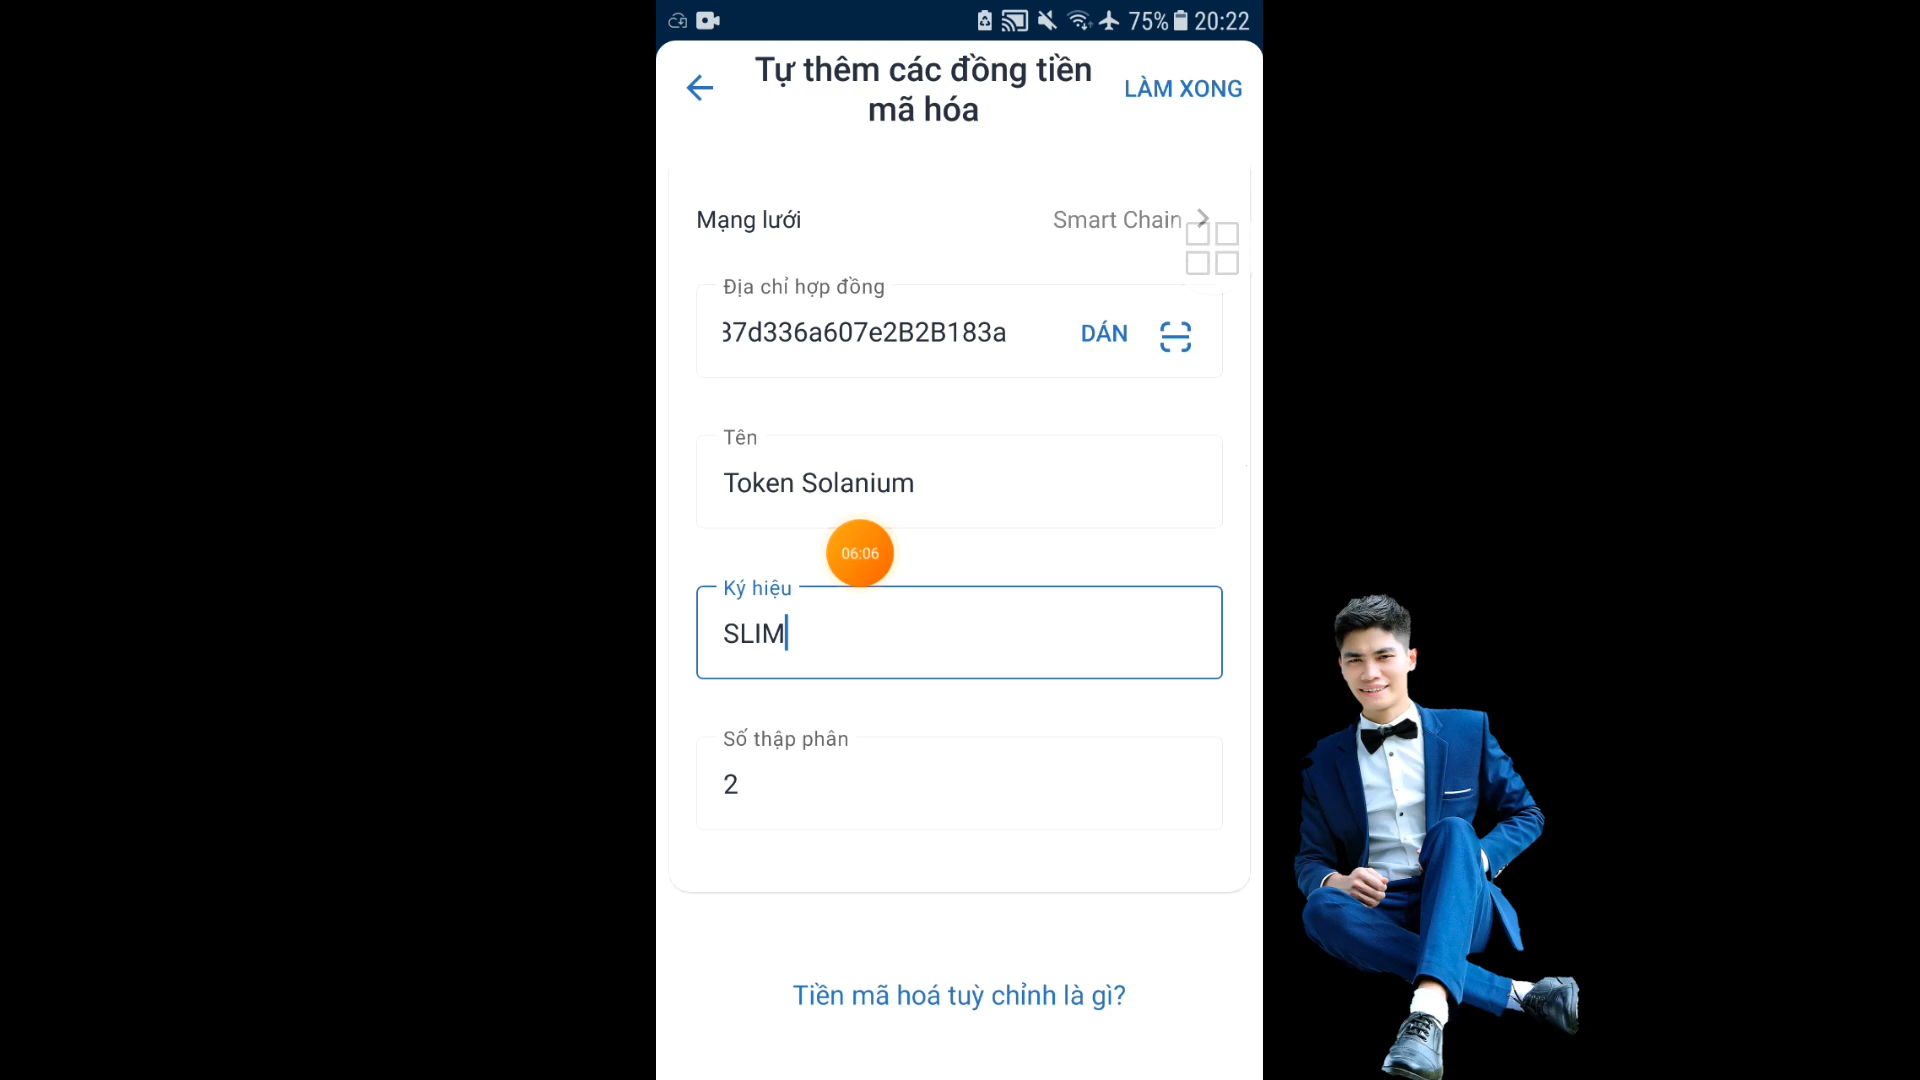 75% 20:22
Tự thêm các đồng tiền
mã hóa
LÀM XONG
Mạng lưới
Smart Chain
Địa chỉ hợp đồng
37d336a607e2B2B183a
DÁN
Tên
Token Solanium
06:06
Ký hiệu
SLIM
Số thập phân
2
Tiền mã hoá tuỳ chỉnh là gì?